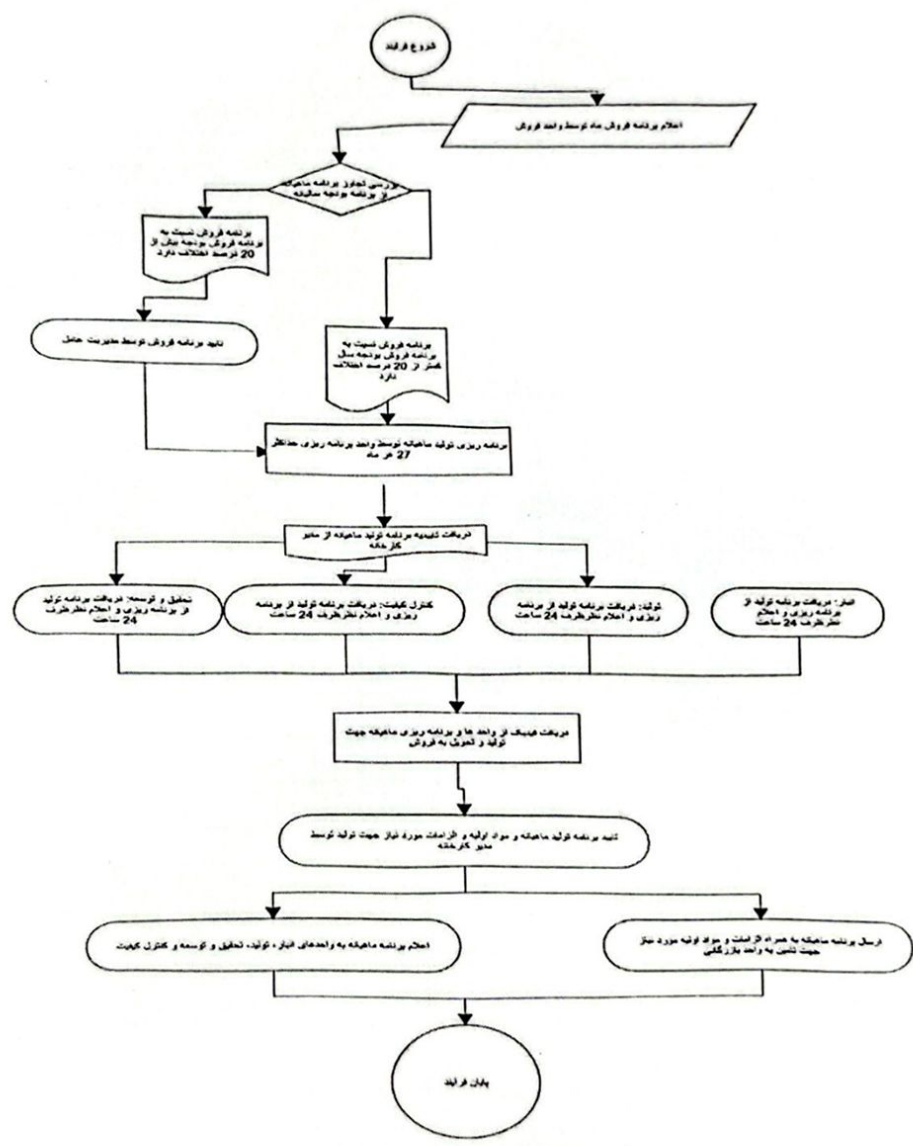 شروع فرایند
اعلام برنامه فروش ماه توسط واحد فروش
بررسی تجاوز برنامه ماهیانه
از برنامه بودجه سالیانه
برنامه فروش نسبت به
برنامه فروش بودجه بیش از
20 درصد اختلاف دارد
تایید برنامه فروش توسط مدیریت عامل
برنامه فروش نسبت به
برنامه فروش بودجه سال
کمتر از 20 درصد اختلاف
دارد
برنامه ریزی تولید ماهیانه توسط واحد برنامه ریزی حداکثر
27 هر ماه
دریافت تاییدیه برنامه تولید ماهیانه از مدیر
کارخانه
انبار: دریافت برنامه تولید از
برنامه ریزی و اعلام
نظرظرف 24 ساعت
تولید: دریافت برنامه تولید از برنامه
ریزی و اعلام نظرظرف 24 ساعت
کنترل کیفیت: دریافت برنامه تولید از برنامه
ریزی و اعلام نظرظرف 24 ساعت
تحقیق و توسعه: دریافت برنامه تولید
از برنامه ریزی و اعلام نظرظرف
24 ساعت
دریافت فیدبک از واحد ها و برنامه ریزی ماهیانه جهت
تولید و تحویل به فروش
تایید برنامه تولید ماهیانه و مواد اولیه و الزامات مورد نیاز جهت تولید توسط
مدیر کارخانه
ارسال برنامه ماهیانه به همراه الزامات و مواد اولیه مورد نیاز
جهت تامین به واحد بازرگانی
اعلام برنامه ماهیانه به واحدهای انبار، تولید، تحقیق و توسعه و کنترل کیفیت
پایان فرایند